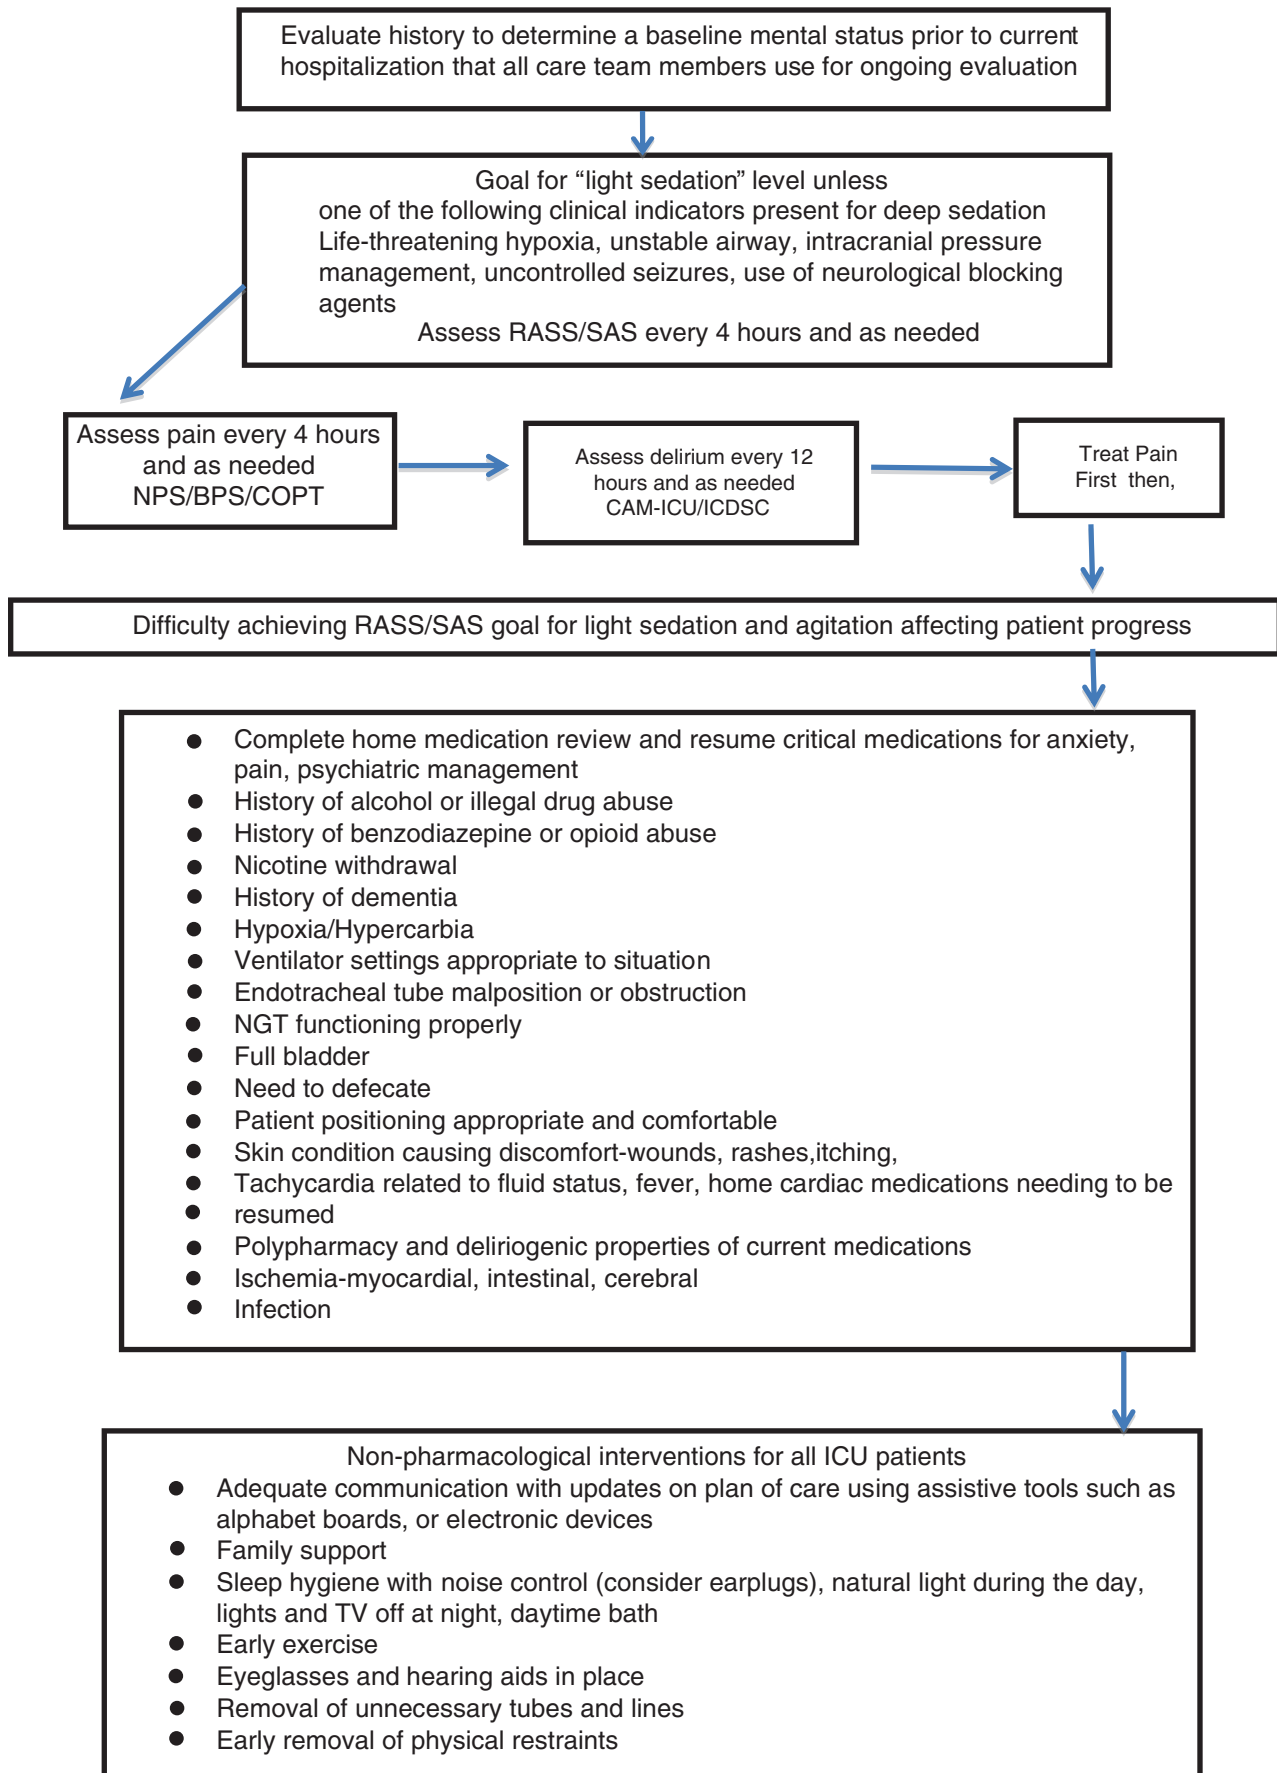 Evaluate history to determine a baseline mental status prior to current
hospitalization that all care team members use for ongoing evaluation
Goal for “light sedation” level unless
one of the following clinical indicators present for deep sedation
Life-threatening hypoxia, unstable airway, intracranial pressure
management, uncontrolled seizures, use of neurological blocking
agents
Assess RASS/SAS every 4 hours and as needed
Assess pain every 4 hours
and as needed
NPS/BPS/COPT
Assess delirium every 12
hours and as needed
CAM-ICU/ICDSC
Treat Pain
First then,
Difficulty achieving RASS/SAS goal for light sedation and agitation affecting patient progress
● Complete home medication review and resume critical medications for anxiety,
pain, psychiatric management
● History of alcohol or illegal drug abuse
● History of benzodiazepine or opioid abuse
● Nicotine withdrawal
● History of dementia
● Hypoxia/Hypercarbia
● Ventilator settings appropriate to situation
● Endotracheal tube malposition or obstruction
● NGT functioning properly
● Full bladder
● Need to defecate
● Patient positioning appropriate and comfortable
● Skin condition causing discomfort-wounds, rashes,itching,
● Tachycardia related to fluid status, fever, home cardiac medications needing to be
● resumed
● Polypharmacy and deliriogenic properties of current medications
● Ischemia-myocardial, intestinal, cerebral
● Infection
Non-pharmacological interventions for all ICU patients
● Adequate communication with updates on plan of care using assistive tools such as
alphabet boards, or electronic devices
● Family support
● Sleep hygiene with noise control (consider earplugs), natural light during the day,
lights and TV off at night, daytime bath
● Early exercise
● Eyeglasses and hearing aids in place
● Removal of unnecessary tubes and lines
● Early removal of physical restraints